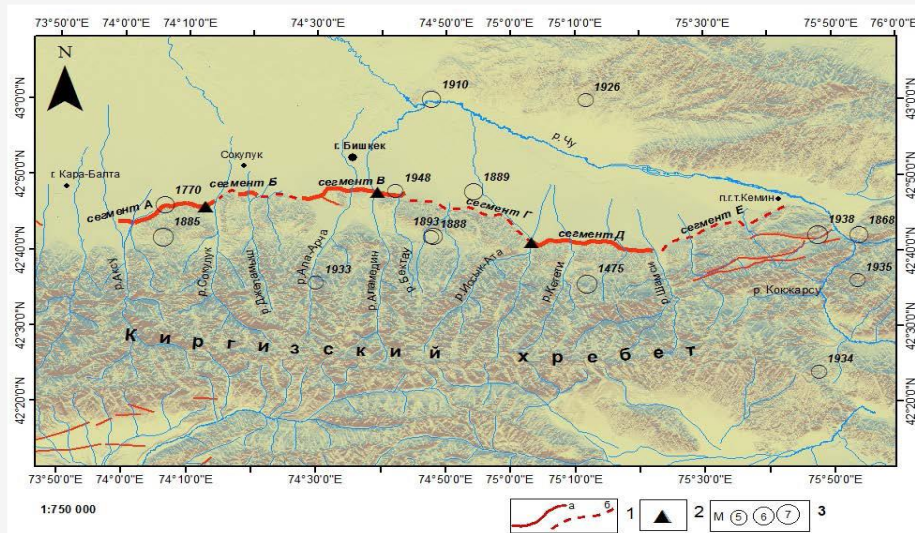 73°50'0"E 74°0'0"E 74°10'0"E 74°30'0"E 74°50'0"E 75°0'0"E 75°10'0"E 75°30'0"E 75°50'0"E 76°0'0"E
N
43°0'0"N
42°50'0"N
42°40'0"N
42°30'0"N
42°20'0"N
43°0'0"N
42°50'0"N
42°40'0"N
42°30'0"N
42°20'0"N
1910
1926
р. Чу
г. Бишкек
Сокулук
г. Кара-Балта
сегмент А
1770
сегмент Б
сегмент В
1948
1889
п.г.т.Кемин
1885
1893
1888
сегмент Г
сегмент Д
сегмент Е
1938
1868
1933
1475
1935
р.Аксу
р.Сокулук
р.Джаламыш
р.Ала-Арча
р.Аламедин
р.Бехтау
р.Иссык-Ата
р.Кегети
р.Шамси
р. Кокжарсу
Киргизский хребет
1934
73°50'0"E 74°0'0"E 74°10'0"E 74°30'0"E 74°50'0"E 75°0'0"E 75°10'0"E 75°30'0"E 75°50'0"E 76°0'0"E
1:750 000
а б 1 2 М 5 6 7 3